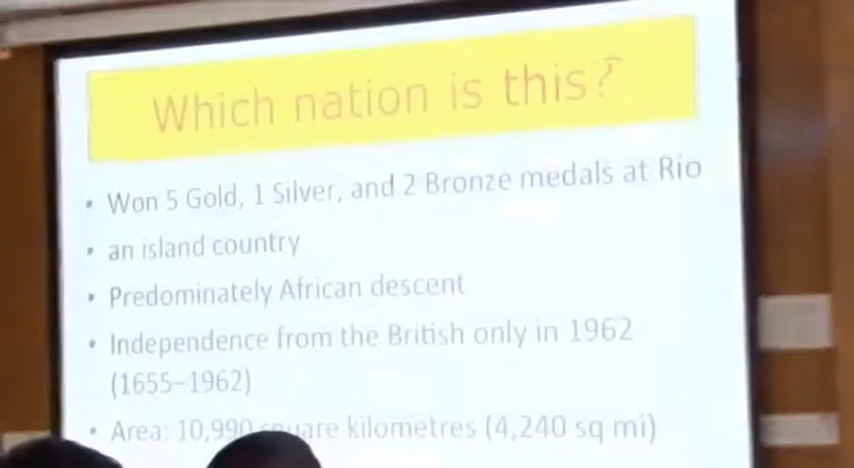 Which nation is this?
• Won 5 Gold, 1 Silver, and 2 Bronze medals at Rio
• an island country
• Predominately African descent
• Independence from the British only in 1962
(1655–1962)
• Area: 10,990 square kilometres (4,240 sq mi)